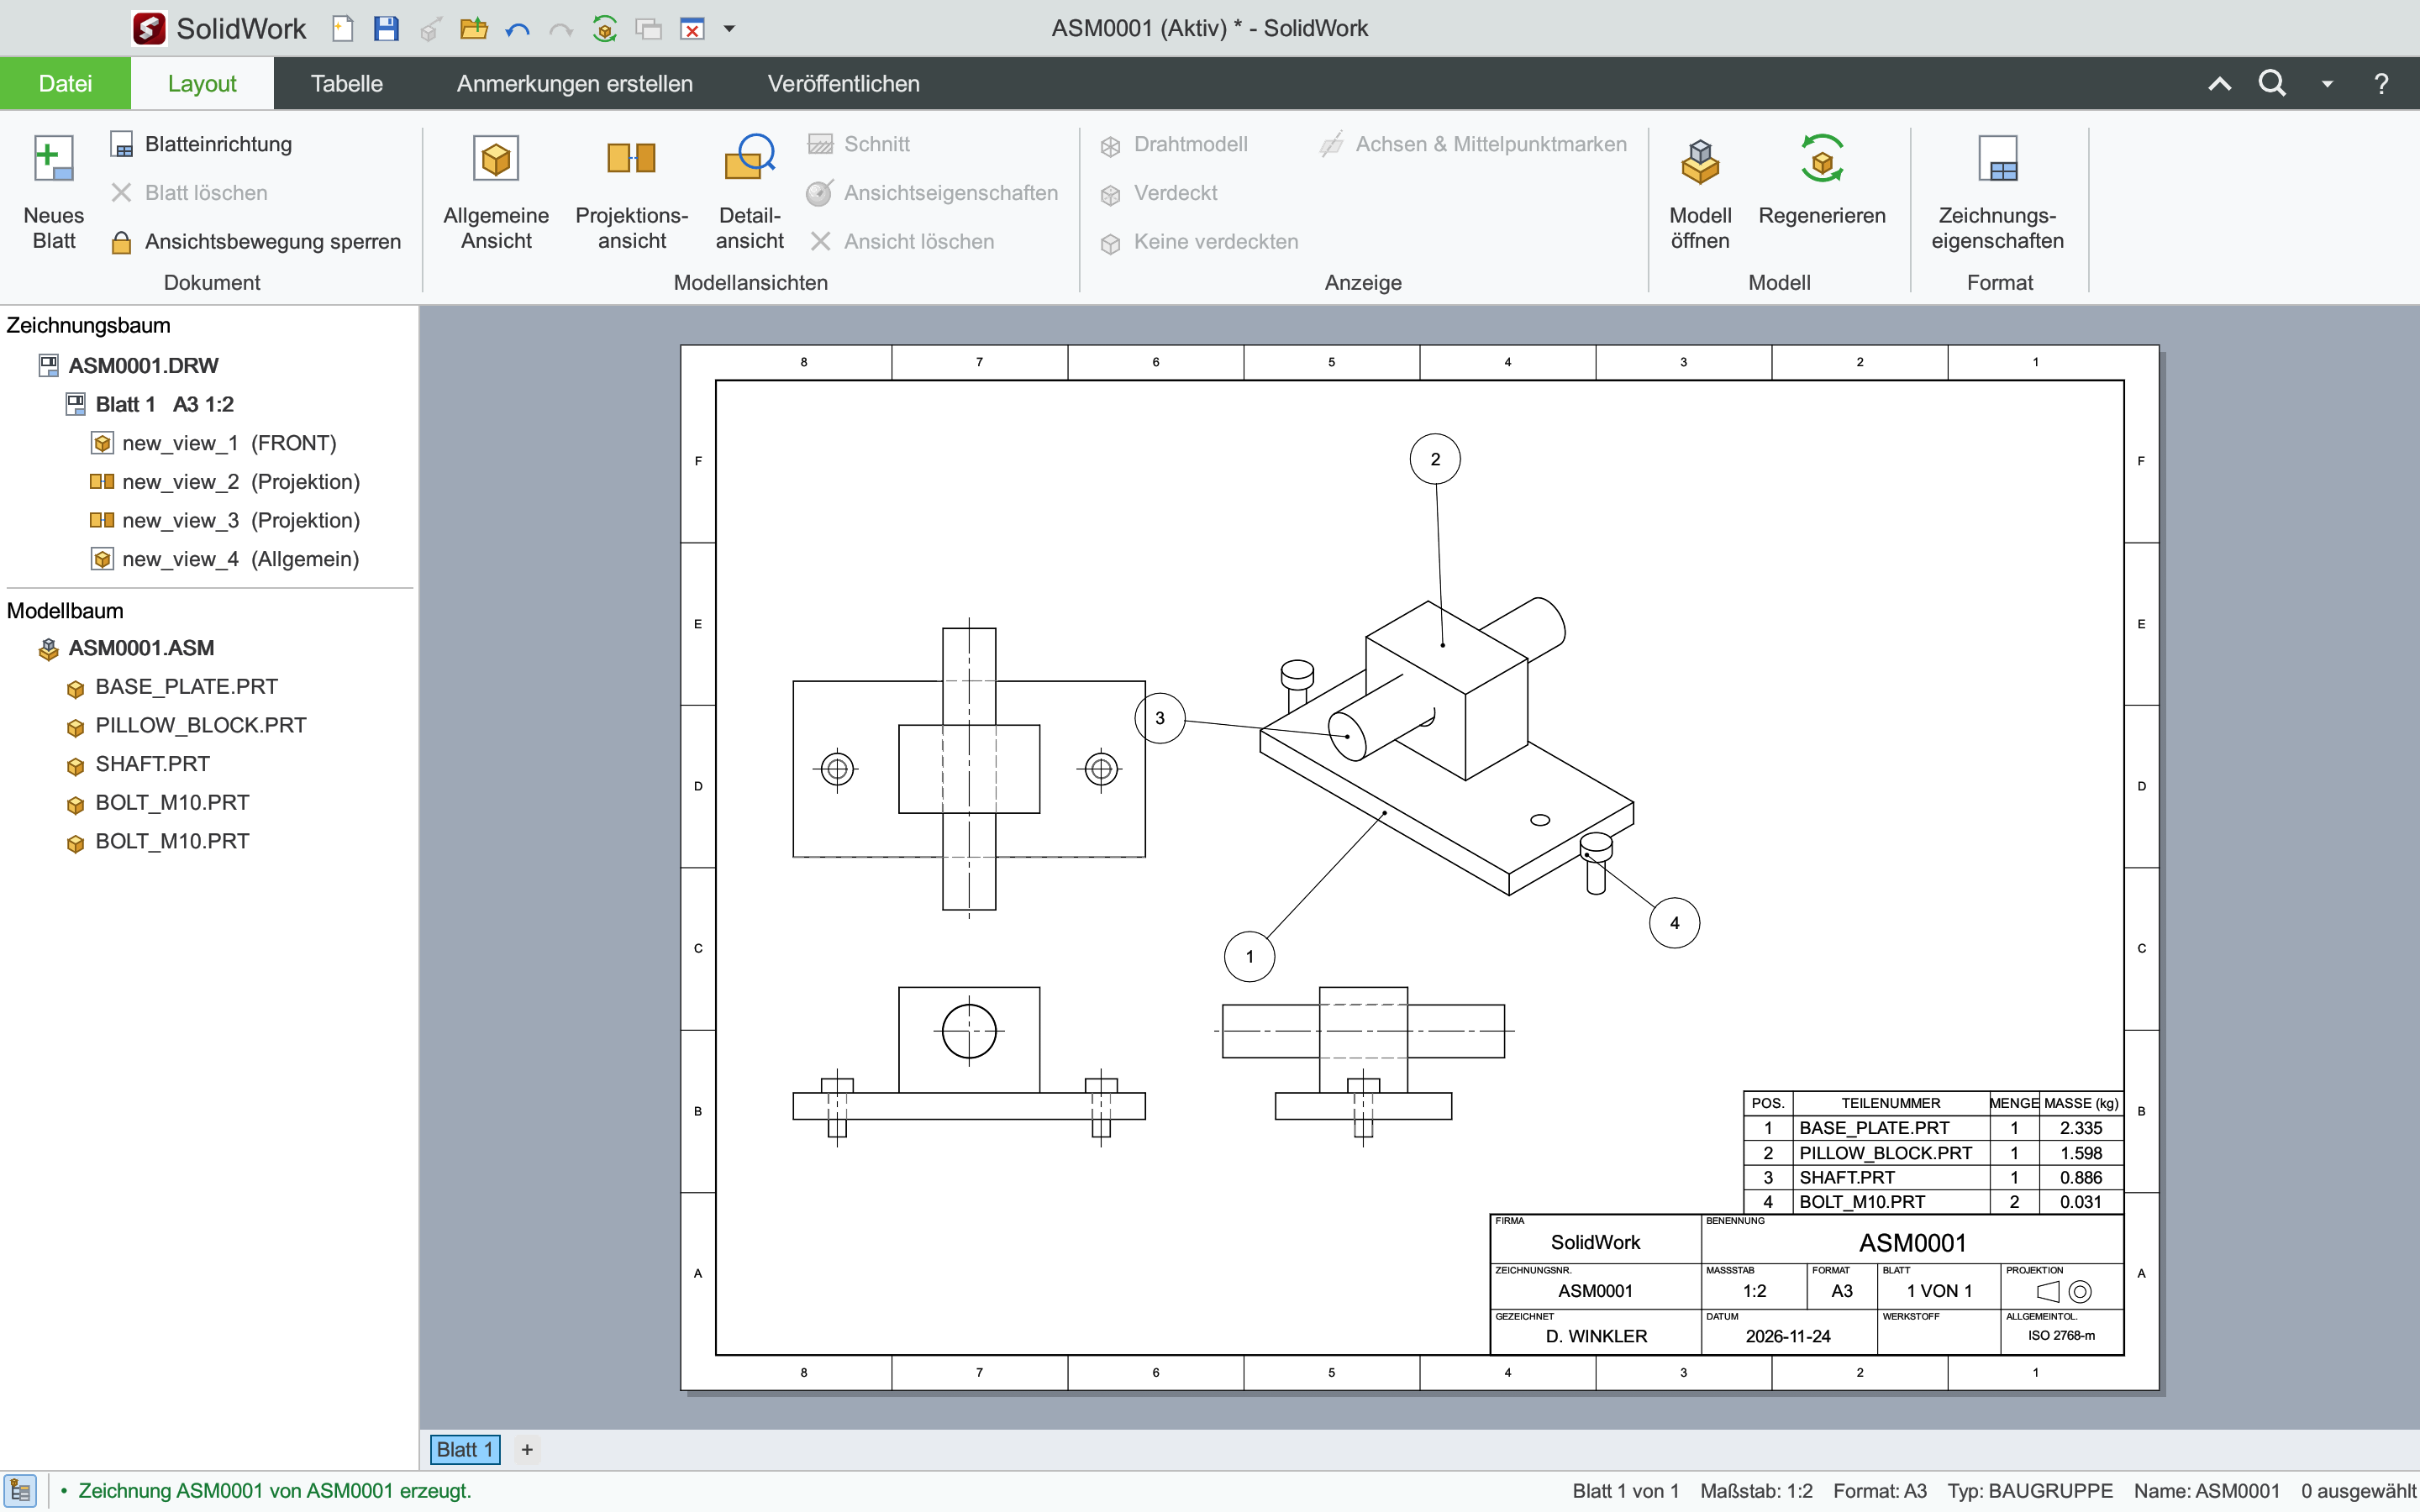 SolidWork
ASM0001 (Aktiv) * - SolidWork
Datei
Layout
Tabelle
Anmerkungen erstellen
Veröffentlichen
?
Neues
Blatt
Blatteinrichtung
Blatt löschen
Ansichtsbewegung sperren
Dokument
Allgemeine
Ansicht
Projektions-
ansicht
Detail-
ansicht
Schnitt
Ansichtseigenschaften
Ansicht löschen
Modellansichten
Drahtmodell
Verdeckt
Keine verdeckten
Achsen & Mittelpunktmarken
Anzeige
Modell
öffnen
Regenerieren
Modell
Zeichnungs-
eigenschaften
Format
Zeichnungsbaum
ASM0001.DRW
Blatt 1 A3 1:2
new_view_1 (FRONT)
new_view_2 (Projektion)
new_view_3 (Projektion)
new_view_4 (Allgemein)
Modellbaum
ASM0001.ASM
BASE_PLATE.PRT
PILLOW_BLOCK.PRT
SHAFT.PRT
BOLT_M10.PRT
BOLT_M10.PRT
8 7 6 5 4 3 2 1
F F
E E
D D
C C
B B
A A
2
3
4
1
POS. TEILENUMMER MENGE MASSE (kg)
1 BASE_PLATE.PRT 1 2.335
2 PILLOW_BLOCK.PRT 1 1.598
3 SHAFT.PRT 1 0.886
4 BOLT_M10.PRT 2 0.031
FIRMA
SolidWork
BENENNUNG
ASM0001
ZEICHNUNGSNR.
ASM0001
MASSSTAB
1:2
FORMAT
A3
BLATT
1 VON 1
PROJEKTION
GEZEICHNET
D. WINKLER
DATUM
2026-11-24
WERKSTOFF
ALLGEMEINTOL.
ISO 2768-m
8 7 6 5 4 3 2 1
Blatt 1 +
• Zeichnung ASM0001 von ASM0001 erzeugt.
Blatt 1 von 1 Maßstab: 1:2 Format: A3 Typ: BAUGRUPPE Name: ASM0001 0 ausgewählt